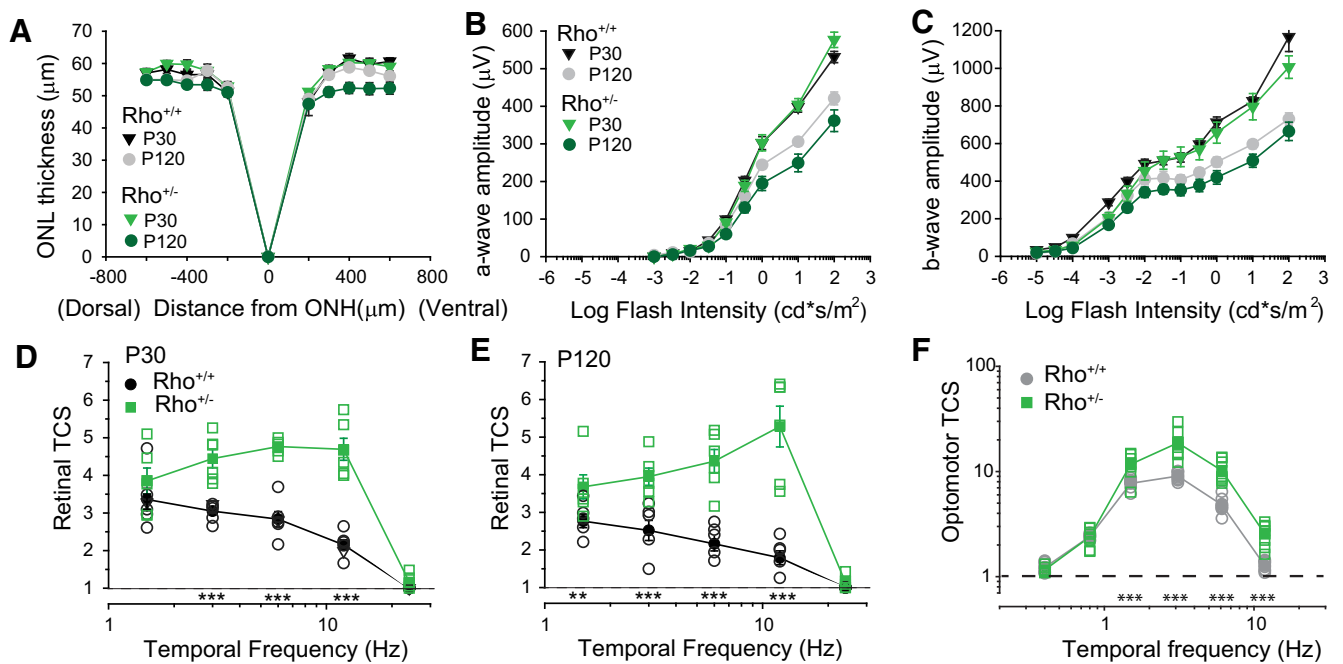 A
ONL thickness (µm)
70
60
50
40
30
20
10
0
Rho+/+
P30
P120
Rho+/-
P30
P120
-800 -400 0 400 800
(Dorsal) Distance from ONH(µm) (Ventral)
B
a-wave amplitude (µV)
600
500
400
300
200
100
0
Rho+/+
P30
P120
Rho+/-
P30
P120
-6 -5 -4 -3 -2 -1 0 1 2 3
Log Flash Intensity (cd*s/m2)
C
b-wave amplitude (µV)
1200
1000
800
600
400
200
0
-6 -5 -4 -3 -2 -1 0 1 2 3
Log Flash Intensity (cd*s/m2)
D
P30
Retinal TCS
7
6
5
4
3
2
1
Rho+/+
Rho+/-
*** *** ***
1 10
Temporal Frequency (Hz)
E
P120
Retinal TCS
7
6
5
4
3
2
1
** *** *** ***
1 10
Temporal Frequency (Hz)
F
Optomotor TCS
100
10
1
Rho+/+
Rho+/-
*** *** *** ***
1 10
Temporal frequency (Hz)